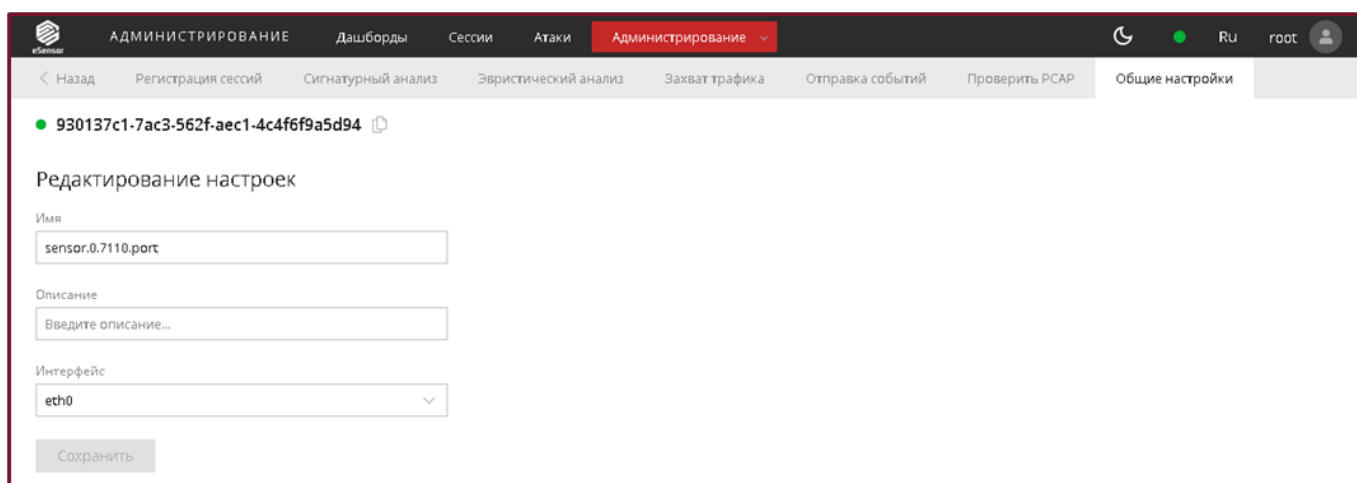 eSensor АДМИНИСТРИРОВАНИЕ Дашборды Сессии Атаки Администрирование Ru root
Назад Регистрация сессий Сигнатурный анализ Эвристический анализ Захват трафика Отправка событий Проверить PCAP Общие настройки
930137c1-7ac3-562f-aec1-4c4f6f9a5d94
Редактирование настроек
Имя
sensor.0.7110.port
Описание
Введите описание...
Интерфейс
eth0
Сохранить